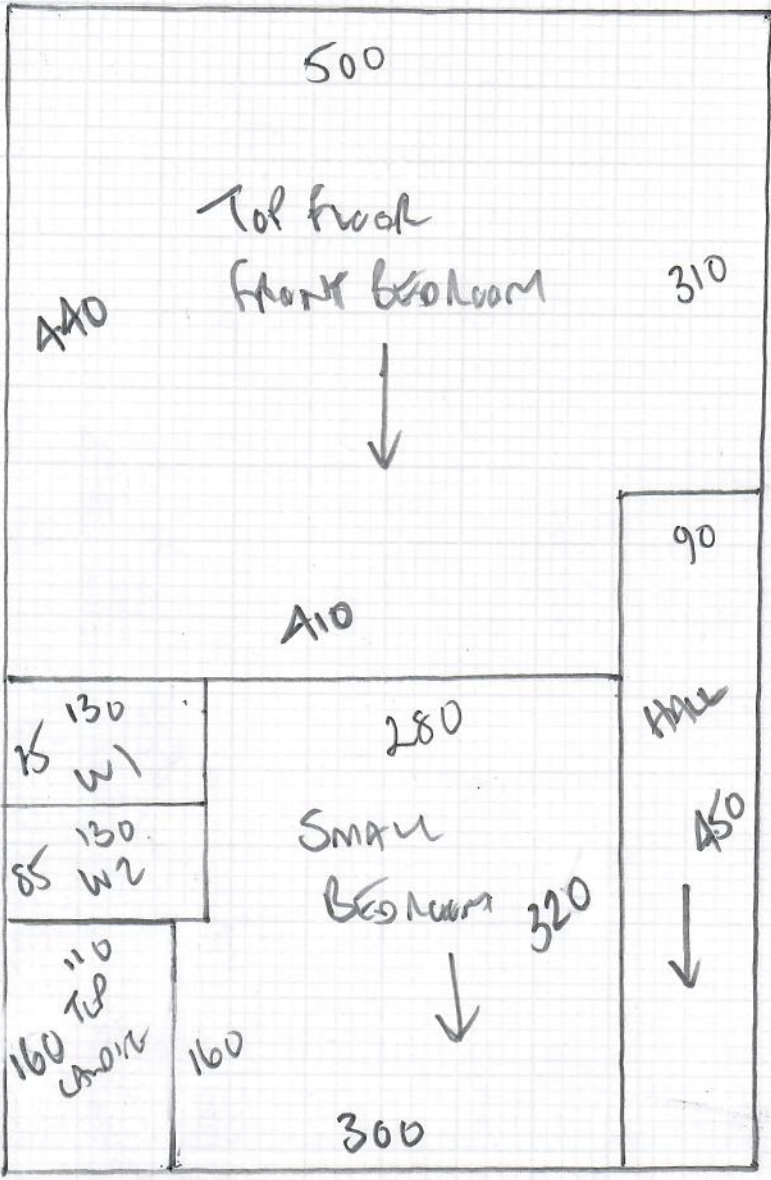 500
TOP FLOOR
FRONT BEDROOM
440
310
90
410
130
75 W1
280
HALL
130
85 W2
SMALL
BEDROOM
320
450
110
TOP
LANDING
160
160
300